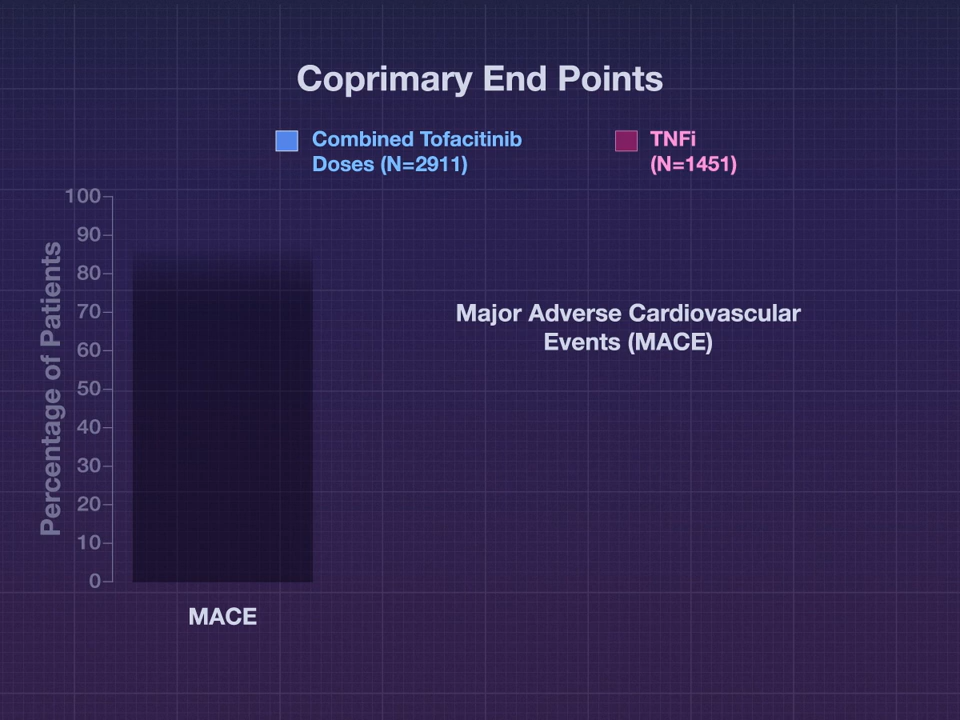 Coprimary End Points
Combined Tofacitinib
Doses (N=2911)
TNFi
(N=1451)
Percentage of Patients
100
90
80
70
60
50
40
30
20
10
0
Major Adverse Cardiovascular
Events (MACE)
MACE